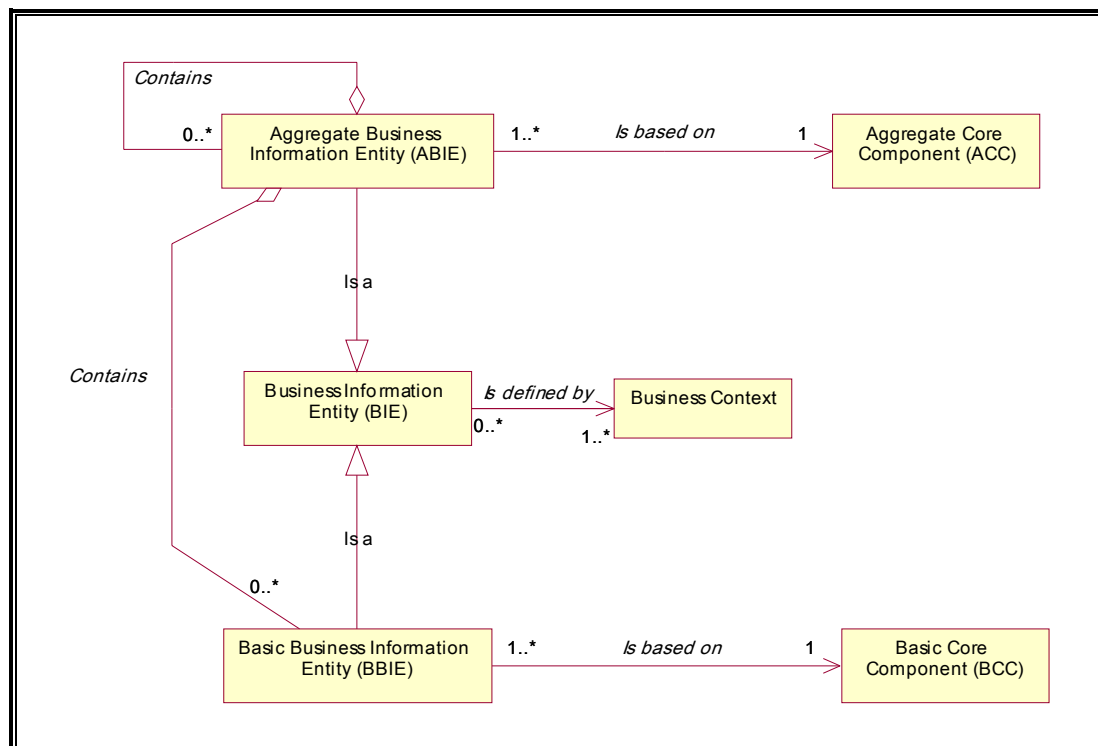 Contains
0..*
Aggregate Business
Information Entity (ABIE)
1..*
Is based on
1
Aggregate Core
Component (ACC)
Is a
Contains
Business Information
Entity (BIE)
Is defined by
0..*
1..*
Business Context
Is a
0..*
Basic Business Information
Entity (BBIE)
1..*
Is based on
1
Basic Core
Component (BCC)